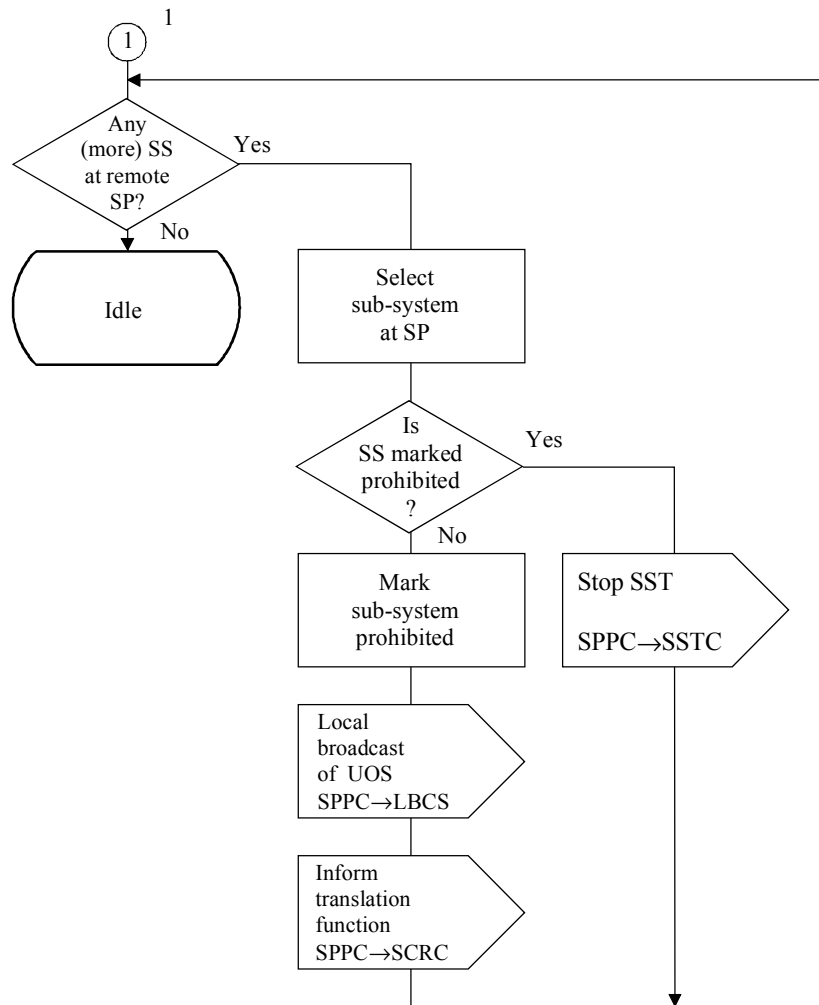 1
1
Any
(more) SS
at remote
SP?
Yes
No
Idle
Select
sub-system
at SP
Is
SS marked
prohibited
?
Yes
No
Mark
sub-system
prohibited
Stop SST
SPPC→SSTC
Local
broadcast
of UOS
SPPC→LBCS
Inform
translation
function
SPPC→SCRC